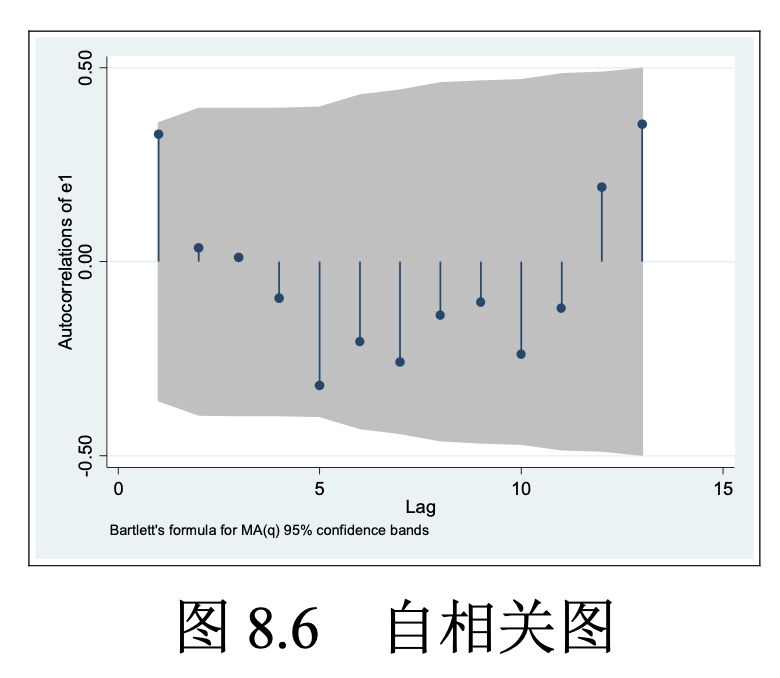 0.50
0.00
-0.50
Autocorrelations of e1
0 5 10 15
Lag
Bartlett's formula for MA(q) 95% confidence bands
图 8.6 自相关图